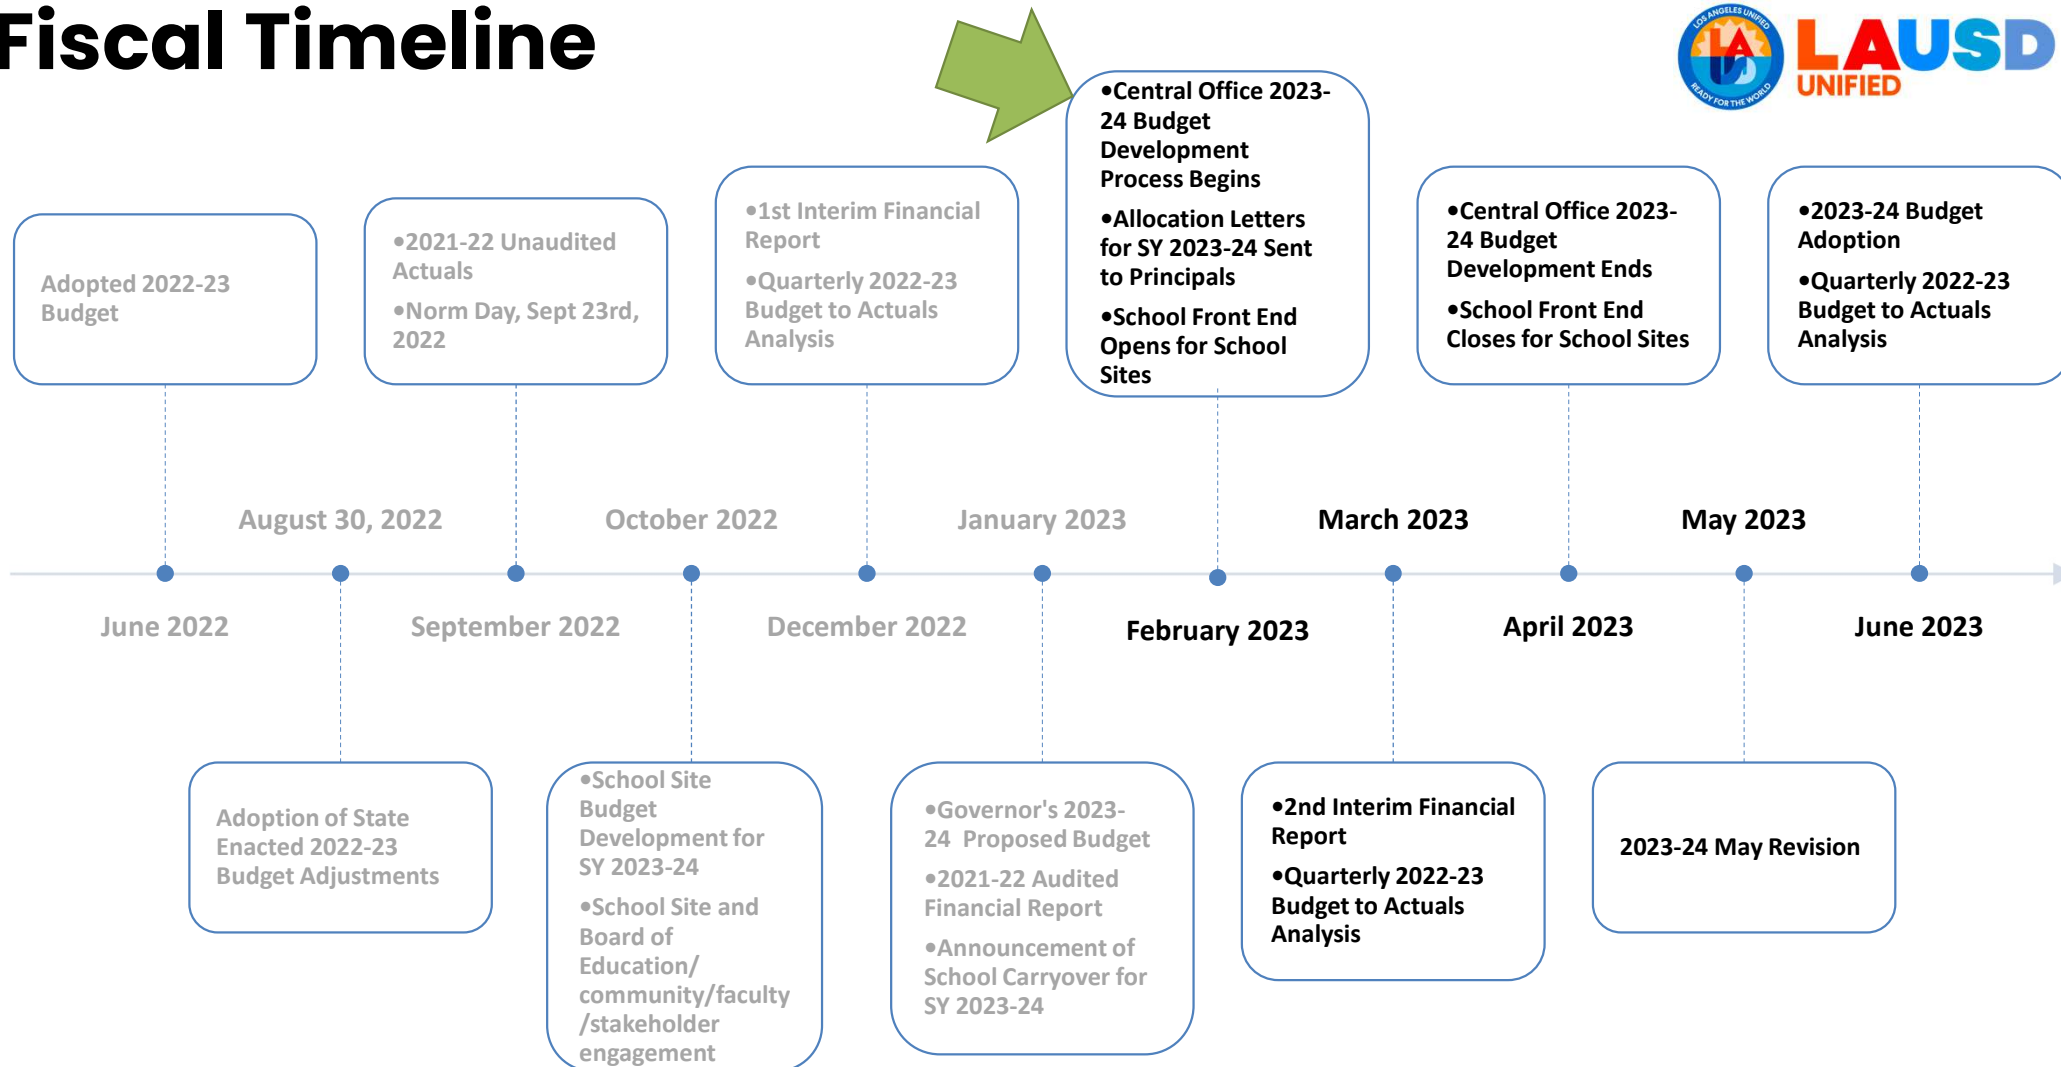 Fiscal Timeline
LOS ANGELES UNIFIED
READY FOR THE WORLD
LAUSD
UNIFIED
Adopted 2022-23
Budget
•2021-22 Unaudited
Actuals
•Norm Day, Sept 23rd,
2022
•1st Interim Financial
Report
•Quarterly 2022-23
Budget to Actuals
Analysis
•Central Office 2023-
24 Budget
Development
Process Begins
•Allocation Letters
for SY 2023-24 Sent
to Principals
•School Front End
Opens for School
Sites
•Central Office 2023-
24 Budget
Development Ends
•School Front End
Closes for School Sites
•2023-24 Budget
Adoption
•Quarterly 2022-23
Budget to Actuals
Analysis
August 30, 2022
October 2022
January 2023
March 2023
May 2023
June 2022
September 2022
December 2022
February 2023
April 2023
June 2023
Adoption of State
Enacted 2022-23
Budget Adjustments
•School Site
Budget
Development for
SY 2023-24
•School Site and
Board of
Education/
community/faculty
/stakeholder
engagement
•Governor's 2023-
24 Proposed Budget
•2021-22 Audited
Financial Report
•Announcement of
School Carryover for
SY 2023-24
•2nd Interim Financial
Report
•Quarterly 2022-23
Budget to Actuals
Analysis
2023-24 May Revision